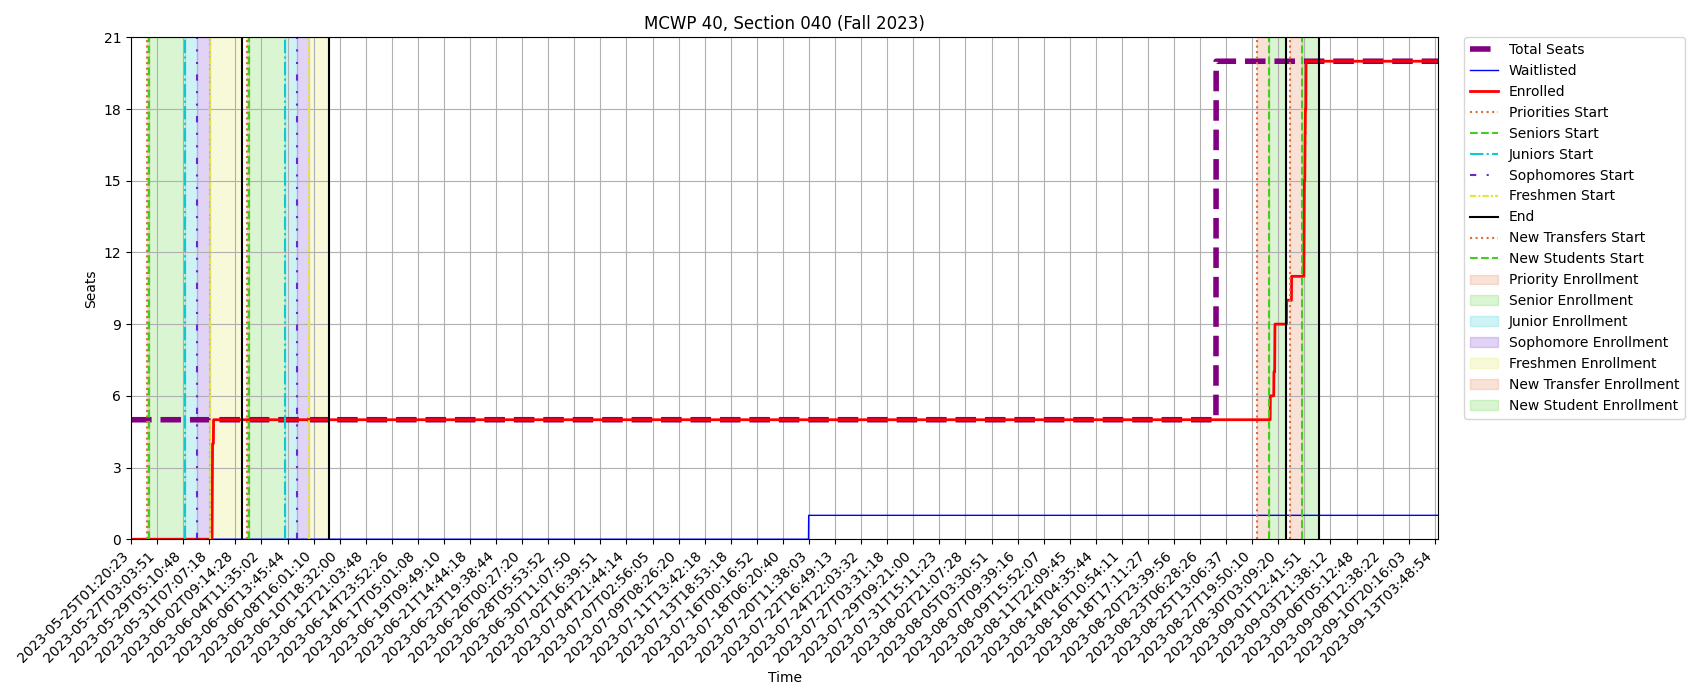 MCWP 40, Section 040 (Fall 2023)
Seats
21
18
15
12
9
6
3
0
2023-05-25T01:20:23
2023-05-27T03:03:51
2023-05-29T05:10:48
2023-05-31T07:07:18
2023-06-02T09:14:28
2023-06-04T11:35:02
2023-06-06T13:45:44
2023-06-08T16:01:10
2023-06-10T18:32:00
2023-06-12T21:03:48
2023-06-14T23:52:26
2023-06-17T05:01:08
2023-06-19T09:49:10
2023-06-21T14:44:18
2023-06-23T19:38:44
2023-06-26T00:27:20
2023-06-28T05:53:52
2023-06-30T11:07:50
2023-07-02T16:39:51
2023-07-04T21:44:14
2023-07-07T02:56:05
2023-07-09T08:26:20
2023-07-11T13:42:18
2023-07-13T18:53:18
2023-07-16T00:16:52
2023-07-18T06:20:40
2023-07-20T11:38:03
2023-07-22T16:49:13
2023-07-24T22:03:32
2023-07-27T03:31:18
2023-07-29T09:21:00
2023-07-31T15:11:23
2023-08-02T21:07:28
2023-08-05T03:30:51
2023-08-07T09:39:16
2023-08-09T15:52:07
2023-08-11T22:09:45
2023-08-14T04:35:44
2023-08-16T10:54:11
2023-08-18T17:11:27
2023-08-20T23:39:56
2023-08-23T06:28:26
2023-08-25T13:06:37
2023-08-27T19:50:10
2023-08-30T03:09:20
2023-09-01T12:41:51
2023-09-03T21:38:12
2023-09-06T05:12:48
2023-09-08T12:38:22
2023-09-10T20:16:03
2023-09-13T03:48:54
Time
Total Seats
Waitlisted
Enrolled
Priorities Start
Seniors Start
Juniors Start
Sophomores Start
Freshmen Start
End
New Transfers Start
New Students Start
Priority Enrollment
Senior Enrollment
Junior Enrollment
Sophomore Enrollment
Freshmen Enrollment
New Transfer Enrollment
New Student Enrollment